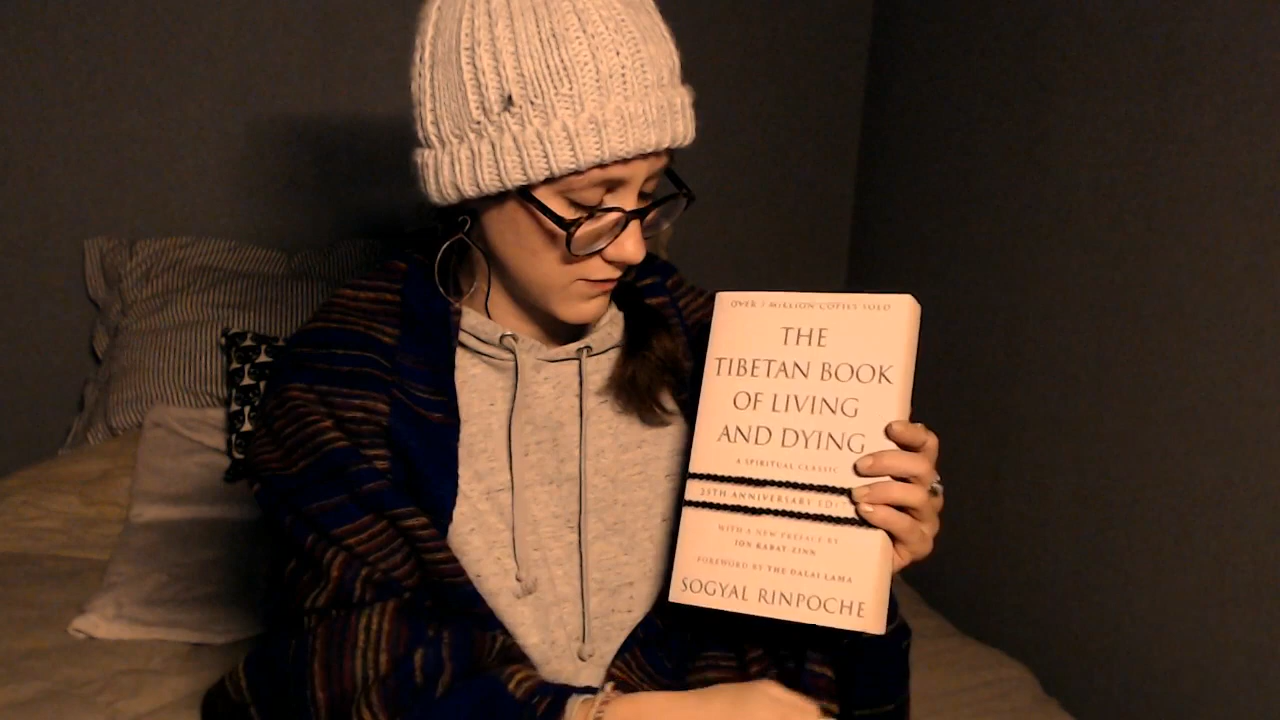 OVER 3 MILLION COPIES SOLD
THE
TIBETAN BOOK
OF LIVING
AND DYING
A SPIRITUAL CLASSIC
25TH ANNIVERSARY
WITH A NEW PREFACE BY
JON KABAT-ZINN
FOREWORD BY THE DALAI LAMA
SOGYAL RINPOCHE